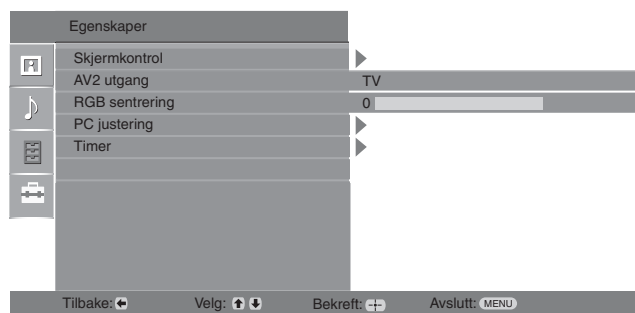 Egenskaper
Skjermkontrol
AV2 utgang TV
RGB sentrering 0
PC justering
Timer
Tilbake: Velg: Bekreft: Avslutt: MENU